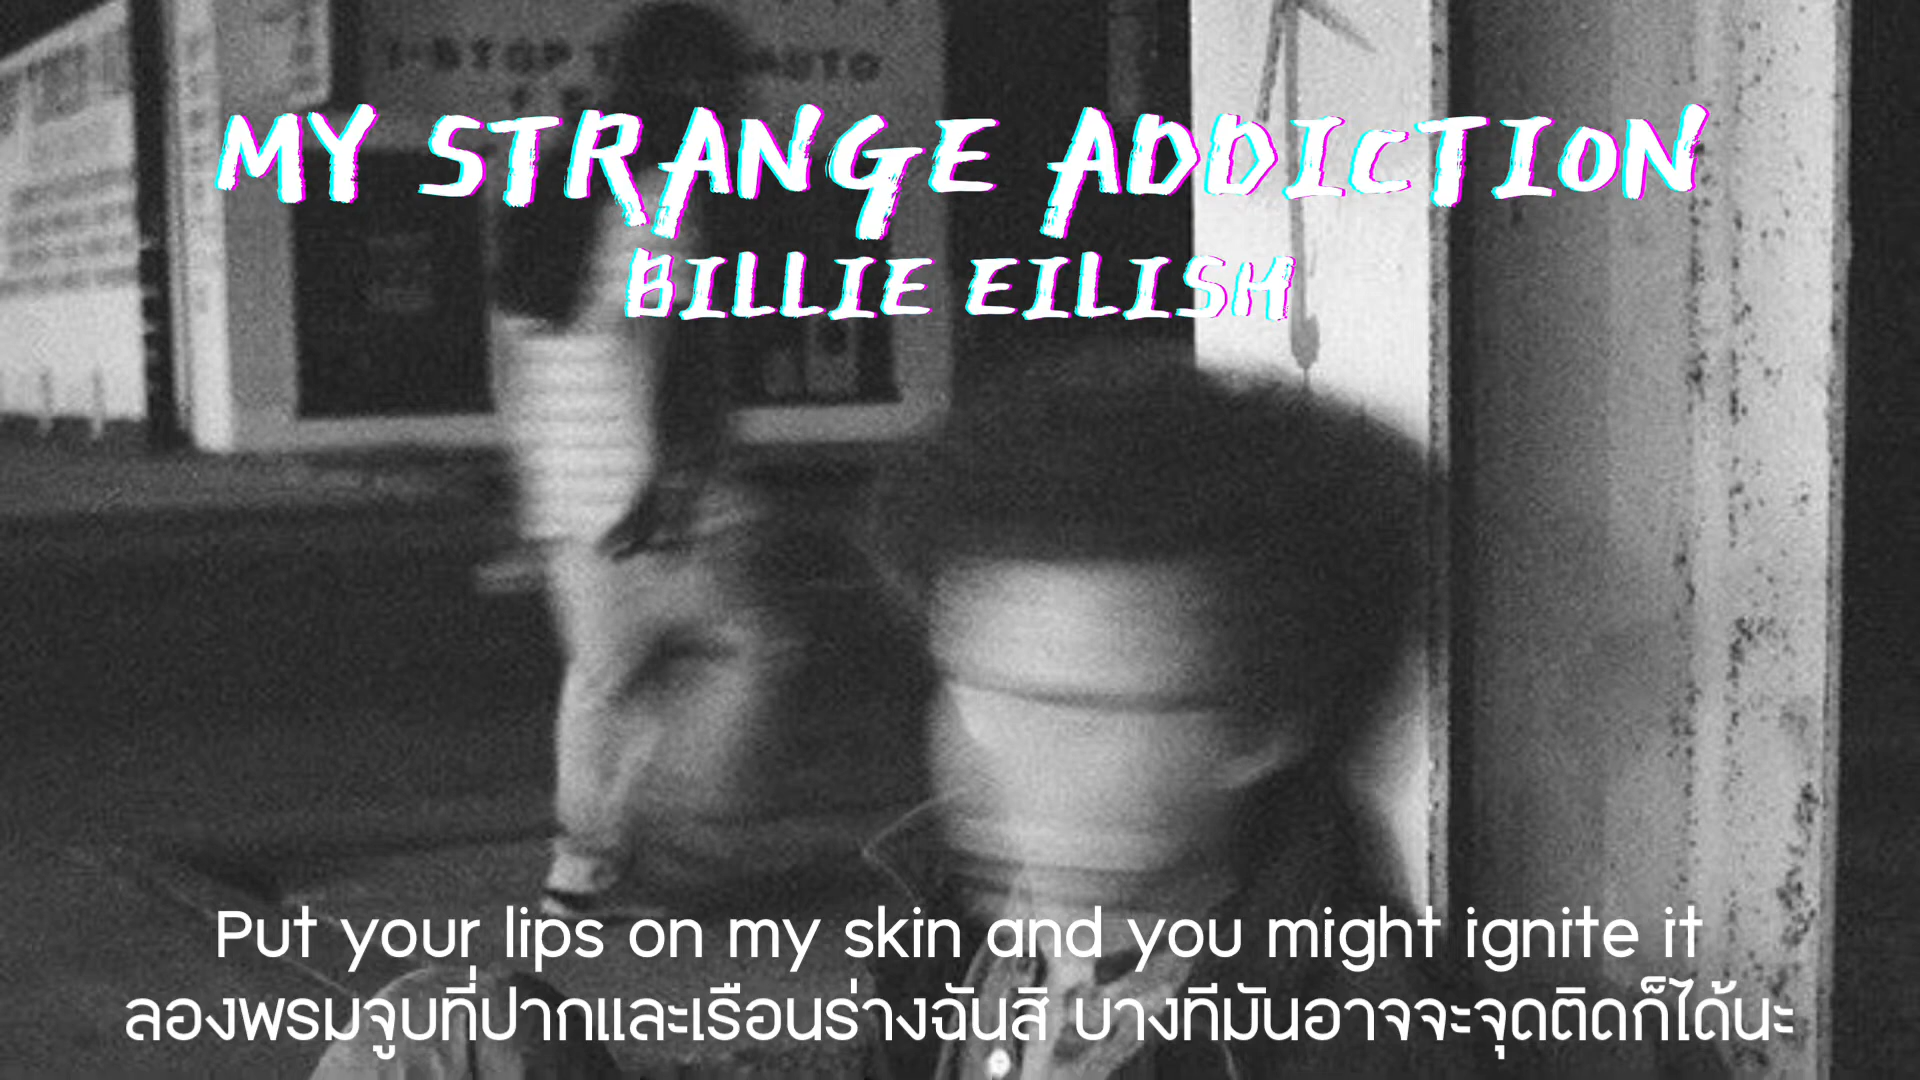 MY STRANGE ADDICTION
BILLIE EILISH
Put your lips on my skin and you might ignite it
ลองพรมจูบที่ปากและเรือนร่างฉันสิ บางทีมันอาจจะจุดติดก็ได้นะ